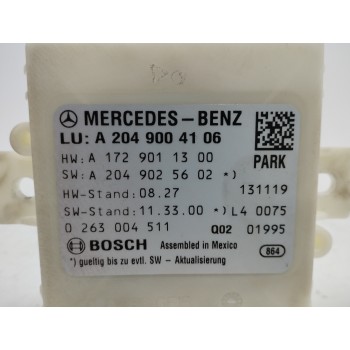 MERCEDES-BENZ
LU: A 204 900 41 06
HW: A 172 901 13 00 PARK
SW: A 204 902 56 02 *)
HW-Stand: 08.27 131119
SW-Stand: 11.33.00 *) L4 0075
0 263 004 511 Q02 01995
BOSCH Assembled in Mexico 864
*) gueltig bis zu evtl. SW - Aktualisierung